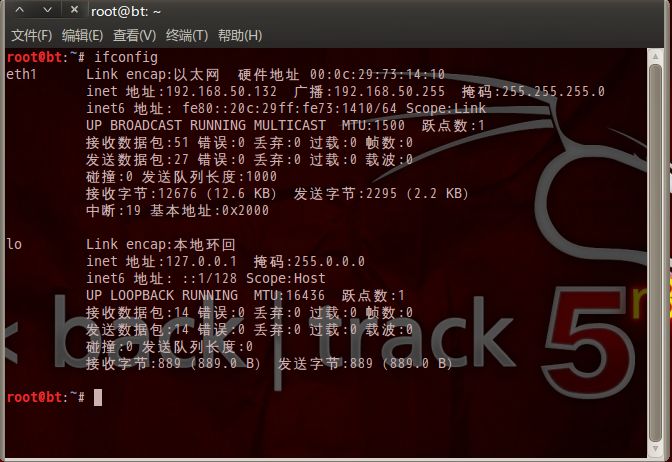 root@bt: ~
文件(F) 编辑(E) 查看(V) 终端(T) 帮助(H)
root@bt:~# ifconfig
eth1 Link encap:以太网 硬件地址 00:0c:29:73:14:10
inet 地址:192.168.50.132 广播:192.168.50.255 掩码:255.255.255.0
inet6 地址: fe80::20c:29ff:fe73:1410/64 Scope:Link
UP BROADCAST RUNNING MULTICAST MTU:1500 跃点数:1
接收数据包:51 错误:0 丢弃:0 过载:0 帧数:0
发送数据包:27 错误:0 丢弃:0 过载:0 载波:0
碰撞:0 发送队列长度:1000
接收字节:12676 (12.6 KB) 发送字节:2295 (2.2 KB)
中断:19 基本地址:0x2000
lo Link encap:本地环回
inet 地址:127.0.0.1 掩码:255.0.0.0
inet6 地址: ::1/128 Scope:Host
UP LOOPBACK RUNNING MTU:16436 跃点数:1
接收数据包:14 错误:0 丢弃:0 过载:0 帧数:0
发送数据包:14 错误:0 丢弃:0 过载:0 载波:0
碰撞:0 发送队列长度:0
接收字节:889 (889.0 B) 发送字节:889 (889.0 B)
root@bt:~#
<< back | track 5